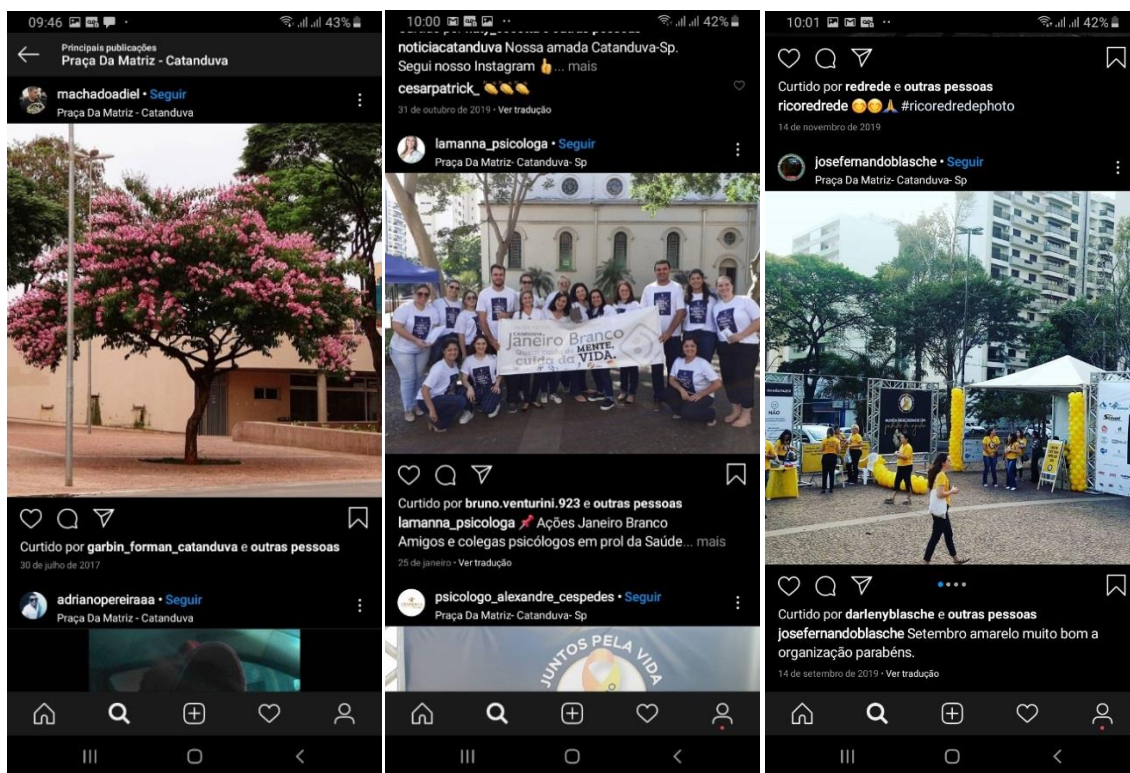 09:46
43%
Principais publicações
Praça Da Matriz - Catanduva
machadoadiel • Seguir
Praça Da Matriz - Catanduva
Curtido por garbin_forman_catanduva e outras pessoas
30 de julho de 2017
adrianopereiraaa • Seguir
Praça Da Matriz - Catanduva
10:00
42%
noticiacatanduva Nossa amada Catanduva-Sp.
Segui nosso Instagram 👍... mais
cesarpatrick_ 👏👏👏
31 de outubro de 2019 • Ver tradução
lamanna_psicologa • Seguir
Praça Da Matriz- Catanduva- Sp
Janeiro Branco
Quem cuida da MENTE,
cuida da VIDA.
Curtido por bruno.venturini.923 e outras pessoas
lamanna_psicologa 📌 Ações Janeiro Branco
Amigos e colegas psicólogos em prol da Saúde... mais
25 de janeiro • Ver tradução
psicologo_alexandre_cespedes • Seguir
Praça Da Matriz- Catanduva- Sp
JUNTOS PELA VIDA
10:01
42%
Curtido por redrede e outras pessoas
ricoredrede 😁😁🙏 #ricoredredephoto
14 de novembro de 2019
josefernandoblasche • Seguir
Praça Da Matriz- Catanduva- Sp
NÃO
Curtido por darlenyblasche e outras pessoas
josefernandoblasche Setembro amarelo muito bom a
organização parabéns.
14 de setembro de 2019 • Ver tradução